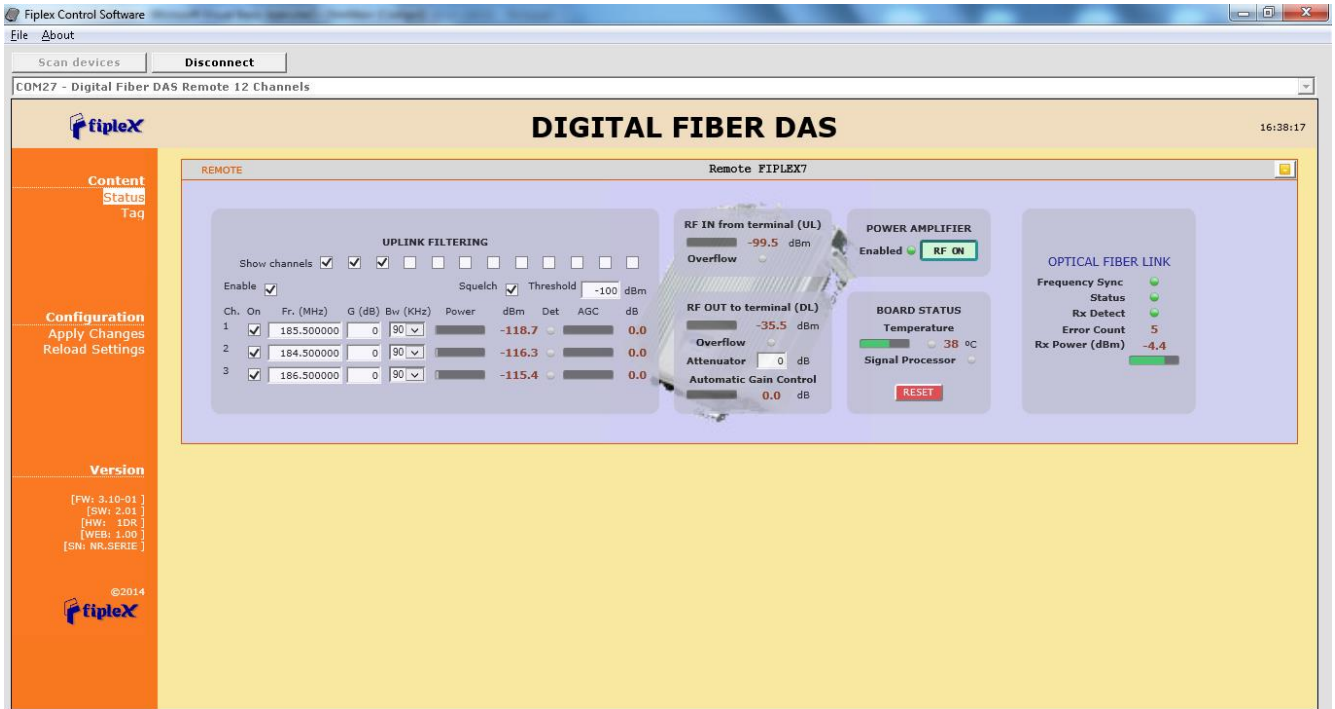 Fiplex Control Software
File About
Scan devices Disconnect
COM27 - Digital Fiber DAS Remote 12 Channels
fipleX
DIGITAL FIBER DAS
16:38:17
Content
Status
Tag
Configuration
Apply Changes
Reload Settings
Version
[FW: 3.10-01 ]
[SW: 2.01 ]
[HW: 1DR ]
[WEB: 1.00 ]
[SN: NR.SERIE ]
©2014
fipleX
REMOTE
Remote FIPLEX7
UPLINK FILTERING
Show channels
Enable Squelch Threshold -100 dBm
Ch. On Fr. (MHz) G (dB) Bw (KHz) Power dBm Det AGC dB
1 185.500000 0 90 -118.7 0.0
2 184.500000 0 90 -116.3 0.0
3 186.500000 0 90 -115.4 0.0
RF IN from terminal (UL)
-99.5 dBm
Overflow
RF OUT to terminal (DL)
-35.5 dBm
Overflow
Attenuator 0 dB
Automatic Gain Control
0.0 dB
POWER AMPLIFIER
Enabled RF ON
BOARD STATUS
Temperature
38 ºC
Signal Processor
RESET
OPTICAL FIBER LINK
Frequency Sync
Status
Rx Detect
Error Count 5
Rx Power (dBm) -4.4